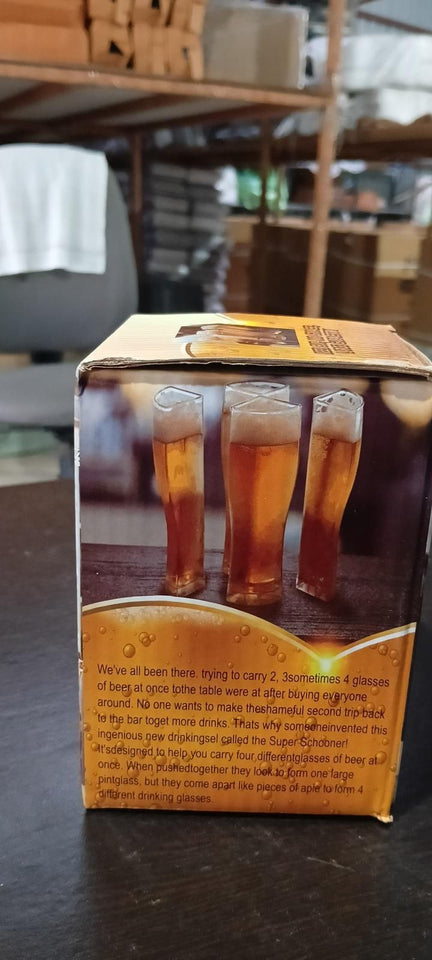 We've all been there. trying to carry 2, 3sometimes 4 glasses
of beer at once tothe table were at after buying everyone
around. No one wants to make theshameful second trip back
to the bar toget more drinks. Thats why someoneinvented this
ingenious new drinkingsel called the Super Schooner!
It'sdesigned to help you carry four differentglasses of beer at
once. When pushedtogether they look to form one large
pintglass, but they come apart like pieces of apie to form 4
different drinking glasses.